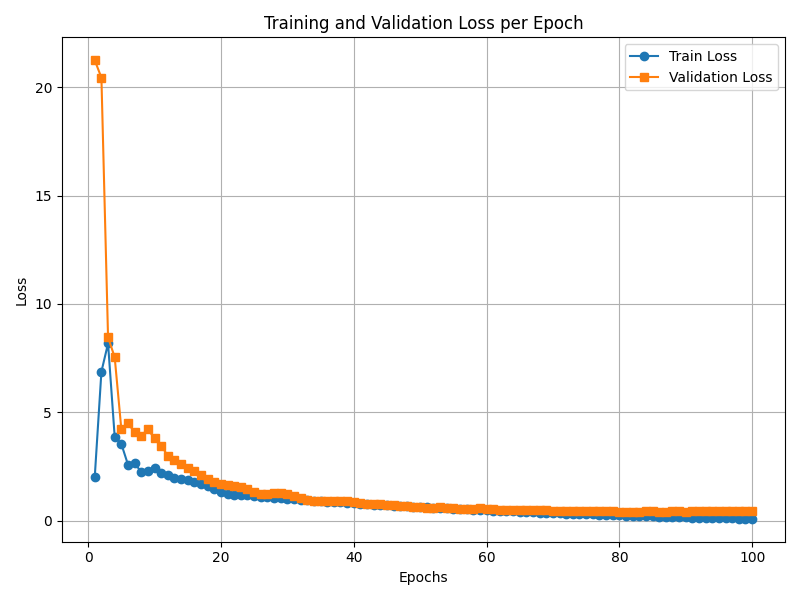 Training and Validation Loss per Epoch
Train Loss
Validation Loss
20
15
10
5
0
Loss
0 20 40 60 80 100
Epochs